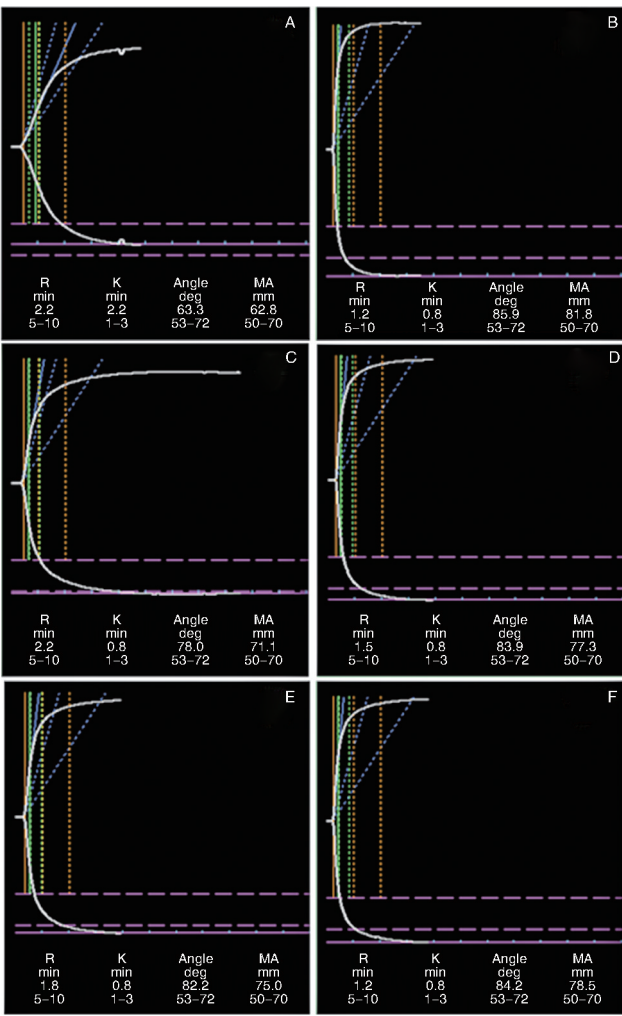 A
R K Angle MA
min min deg mm
2.2 2.2 63.3 62.8
5–10 1–3 53–72 50–70
B
R K Angle MA
min min deg mm
1.2 0.8 85.9 81.8
5–10 1–3 53–72 50–70
C
R K Angle MA
min min deg mm
2.2 0.8 78.0 71.1
5–10 1–3 53–72 50–70
D
R K Angle MA
min min deg mm
1.5 0.8 83.9 77.3
5–10 1–3 53–72 50–70
E
R K Angle MA
min min deg mm
1.8 0.8 82.2 75.0
5–10 1–3 53–72 50–70
F
R K Angle MA
min min deg mm
1.2 0.8 84.2 78.5
5–10 1–3 53–72 50–70